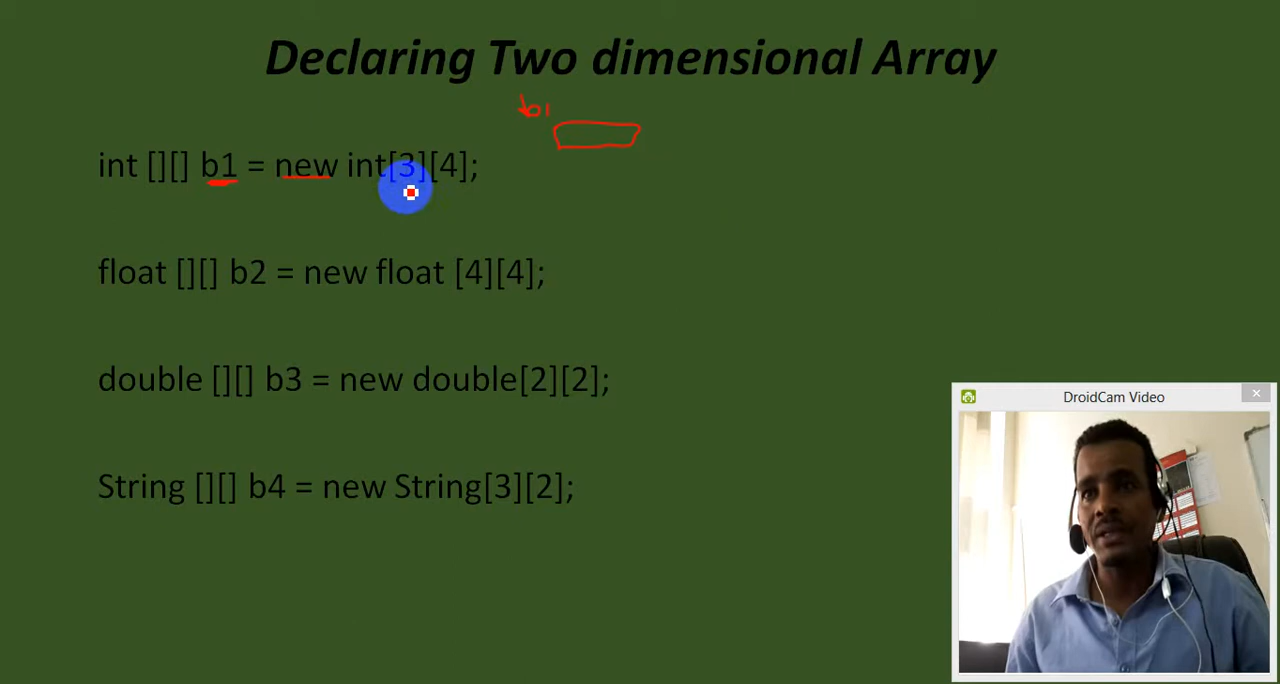 Declaring Two dimensional Array
b1
int [][] b1 = new int[3][4];
float [][] b2 = new float [4][4];
double [][] b3 = new double[2][2];
DroidCam Video
String [][] b4 = new String[3][2];